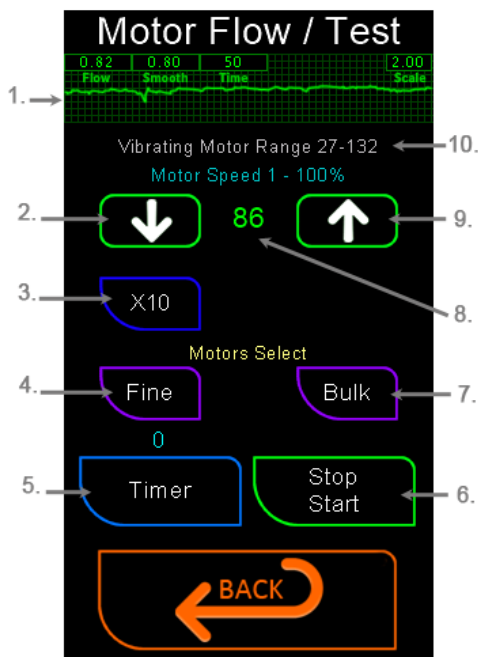 Motor Flow / Test
0.82 0.80 50 2.00
Flow Smooth Time Scale
1.
Vibrating Motor Range 27-132
10.
Motor Speed 1 - 100%
2.
86
9.
8.
3.
X10
Motors Select
4.
Fine
Bulk
7.
0
5.
Timer
Stop
Start
6.
BACK